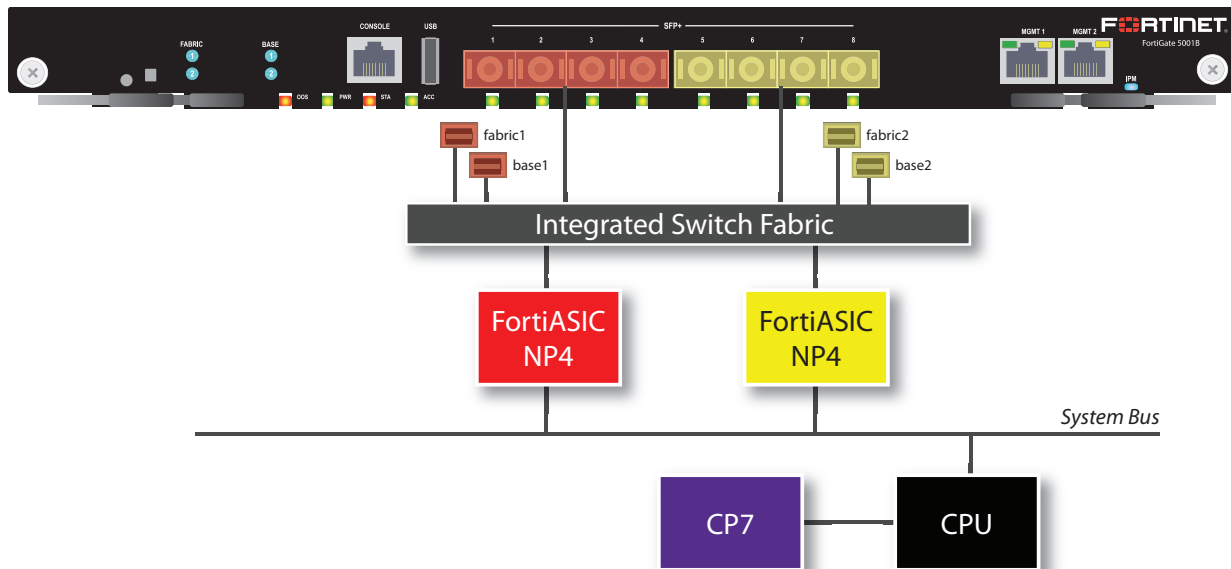 FORTINET
FortiGate 5001B
CONSOLE
USB
SFP+
1 2 3 4 5 6 7 8
MGMT 1
MGMT 2
FABRIC
1
2
BASE
1
2
OOS
PWR
STA
ACC
IPM
fabric1
base1
fabric2
base2
Integrated Switch Fabric
FortiASIC
NP4
FortiASIC
NP4
System Bus
CP7
CPU